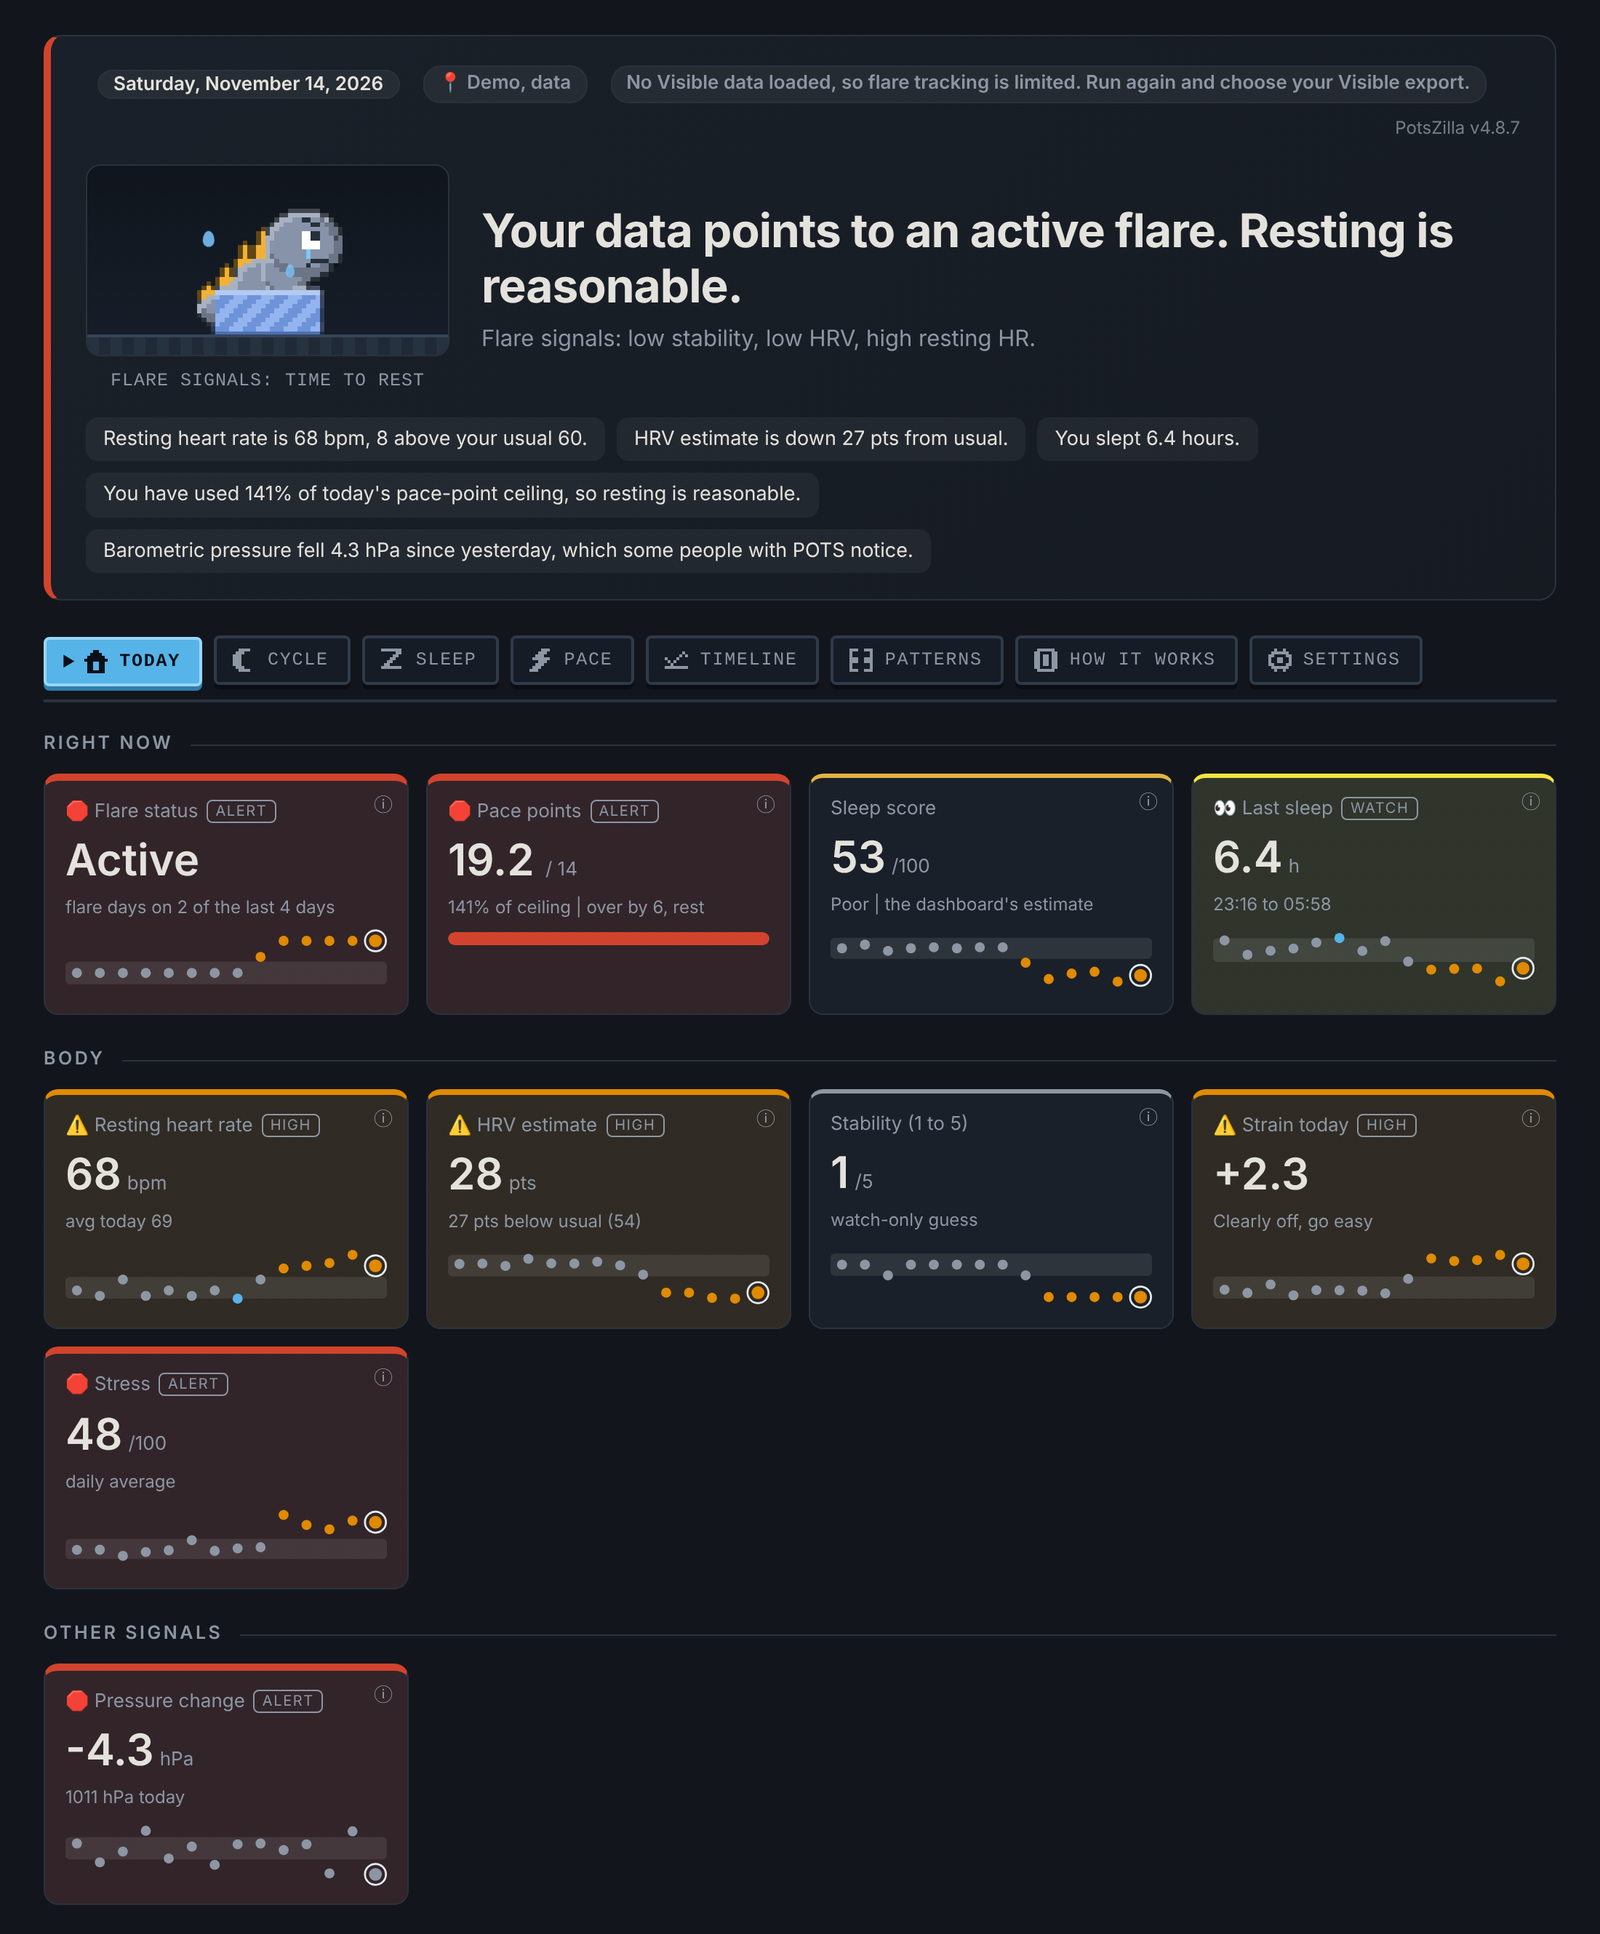 Saturday, November 14, 2026
Demo, data
No Visible data loaded, so flare tracking is limited. Run again and choose your Visible export.
PotsZilla v4.8.7
Your data points to an active flare. Resting is
reasonable.
Flare signals: low stability, low HRV, high resting HR.
FLARE SIGNALS: TIME TO REST
Resting heart rate is 68 bpm, 8 above your usual 60.
HRV estimate is down 27 pts from usual.
You slept 6.4 hours.
You have used 141% of today's pace-point ceiling, so resting is reasonable.
Barometric pressure fell 4.3 hPa since yesterday, which some people with POTS notice.
TODAY
CYCLE
SLEEP
PACE
TIMELINE
PATTERNS
HOW IT WORKS
SETTINGS
RIGHT NOW
Flare status ALERT
Active
flare days on 2 of the last 4 days
Pace points ALERT
19.2 / 14
141% of ceiling | over by 6, rest
Sleep score
53 /100
Poor | the dashboard's estimate
Last sleep WATCH
6.4 h
23:16 to 05:58
BODY
Resting heart rate HIGH
68 bpm
avg today 69
HRV estimate HIGH
28 pts
27 pts below usual (54)
Stability (1 to 5)
1 /5
watch-only guess
Strain today HIGH
+2.3
Clearly off, go easy
Stress ALERT
48 /100
daily average
OTHER SIGNALS
Pressure change ALERT
-4.3 hPa
1011 hPa today